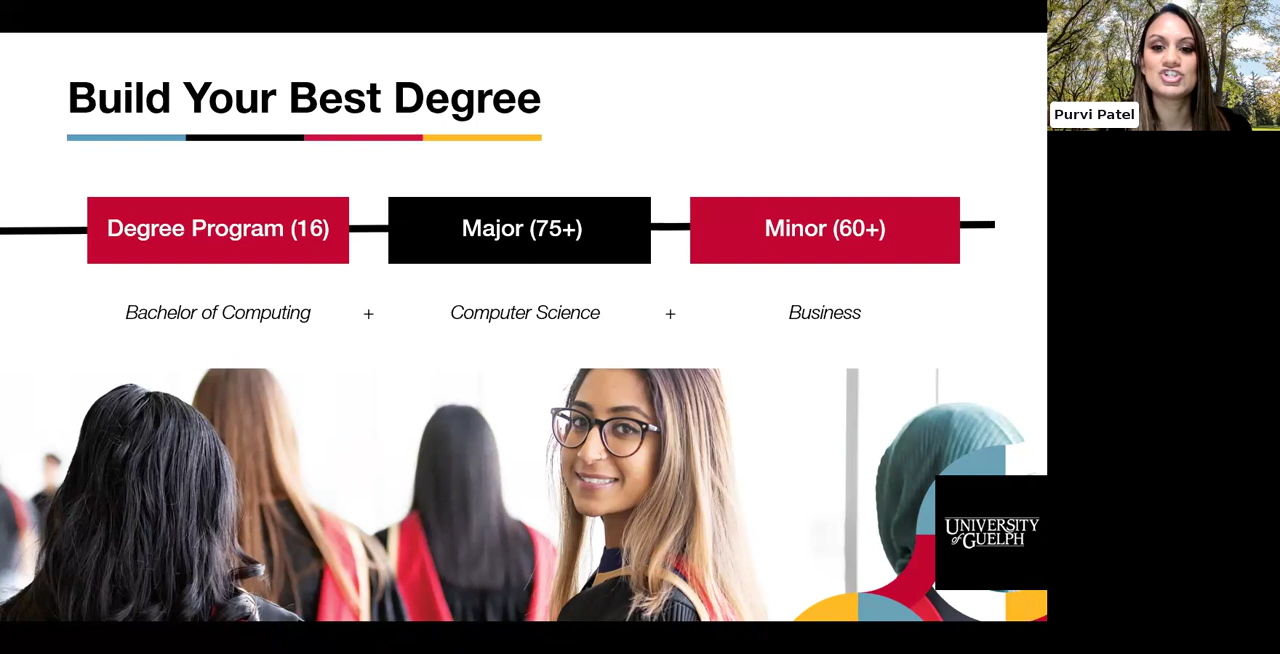 Build Your Best Degree
Degree Program (16)
Major (75+)
Minor (60+)
Bachelor of Computing + Computer Science + Business
UNIVERSITY
of GUELPH
Purvi Patel